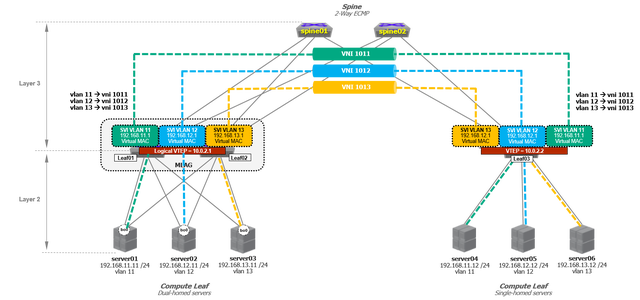 Spine
2-Way ECMP
spine01
spine02
VNI 1011
VNI 1012
VNI 1013
Layer 3
Layer 2
vlan 11 → vni 1011
vlan 12 → vni 1012
vlan 13 → vni 1013
vlan 11 → vni 1011
vlan 12 → vni 1012
vlan 13 → vni 1013
SVI VLAN 11
192.168.11.1
Virtual MAC
SVI VLAN 12
192.168.12.1
Virtual MAC
SVI VLAN 13
192.168.13.1
Virtual MAC
SVI VLAN 13
192.168.13.1
Virtual MAC
SVI VLAN 12
192.168.12.1
Virtual MAC
SVI VLAN 11
192.168.11.1
Virtual MAC
Logical VTEP – 10.0.2.1
Leaf01
Leaf02
MLAG
VTEP – 10.0.2.2
Leaf03
bo0
bo0
bo0
server01
192.168.11.11 /24
vlan 11
server02
192.168.12.11 /24
vlan 12
server03
192.168.13.11 /24
vlan 13
server04
192.168.11.12 /24
vlan 11
server05
192.168.12.12 /24
vlan 12
server06
192.168.13.12 /24
vlan 13
Compute Leaf
Dual-homed servers
Compute Leaf
Single-homed servers